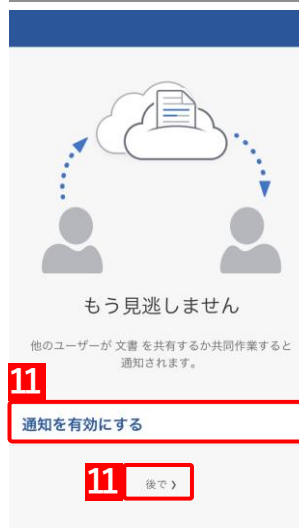 もう見逃しません
他のユーザーが 文書 を共有するか共同作業すると
通知されます。
11
通知を有効にする
11 後で ›